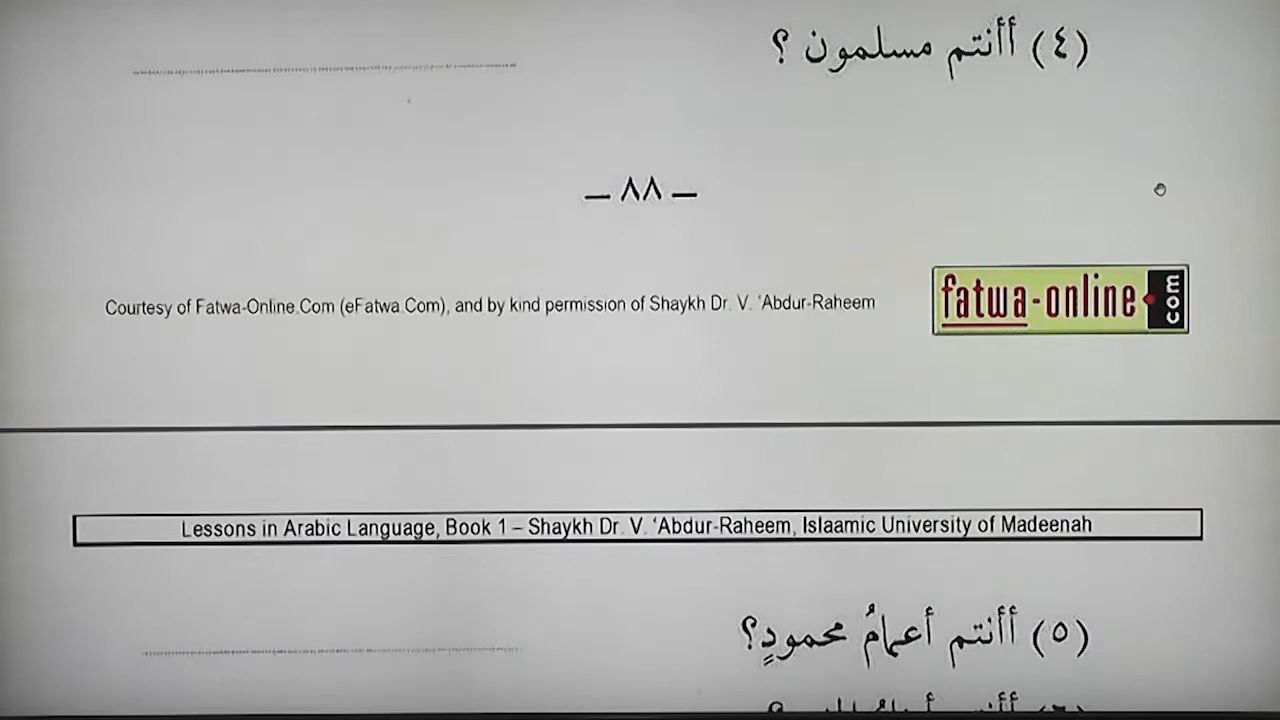 (٤) أأنتم مسلمون ؟
— ٨٨ —
Courtesy of Fatwa-Online.Com (eFatwa.Com), and by kind permission of Shaykh Dr. V. ‘Abdur-Raheem
fatwa-online.com
Lessons in Arabic Language, Book 1 – Shaykh Dr. V. ‘Abdur-Raheem, Islaamic University of Madeenah
(٥) أأنتم أعمامُ محمودٍ؟